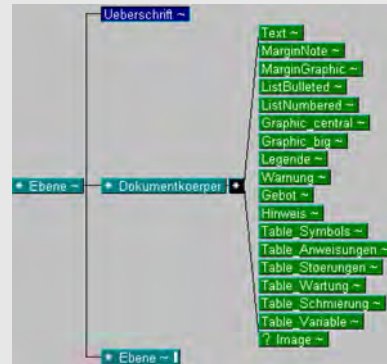 Ueberschrift ~
Text ~
MarginNote ~
MarginGraphic ~
ListBulleted ~
ListNumbered ~
Graphic_central ~
Graphic_big ~
Legende ~
Warnung ~
* Ebene ~
* Dokumentkoerper
Gebot ~
Hinweis ~
Table_Symbols ~
Table_Anweisungen ~
Table_Stoerungen ~
Table_Wartung ~
Table_Schmierung ~
Table_Variable ~
? Image ~
* Ebene ~